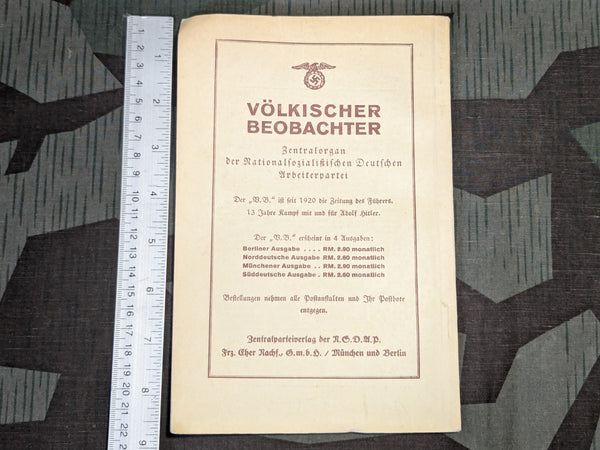 VÖLKISCHER
BEOBACHTER
Zentralorgan
der Nationalsozialistischen Deutschen
Arbeiterpartei
Der „V.B.“ ist seit 1920 die Zeitung des Führers.
13 Jahre Kampf mit und für Adolf Hitler.
Der „V.B.“ erscheint in 4 Ausgaben:
Berliner Ausgabe . . . . RM. 2.90 monatlich
Norddeutsche Ausgabe RM. 2.60 monatlich
Münchener Ausgabe . . RM. 2.90 monatlich
Süddeutsche Ausgabe . RM. 2.60 monatlich
Bestellungen nehmen alle Postanstalten und Ihr Postbote
entgegen.
Zentralparteiverlag der N.S.D.A.P.
Frz. Eher Nachf., G.m.b.H. / München und Berlin